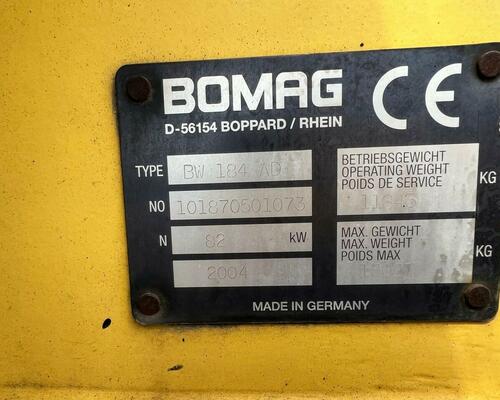 BOMAG CE
D-56154 BOPPARD / RHEIN
TYPE BW 184 AD
NO 101870501073
N 82 kW
2004
BETRIEBSGEWICHT
OPERATING WEIGHT
POIDS DE SERVICE
KG
MAX. GEWICHT
MAX. WEIGHT
POIDS MAX
KG
MADE IN GERMANY